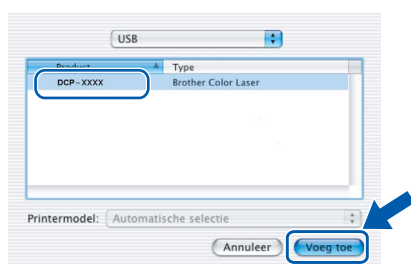 USB
Product Type
DCP-XXXX Brother Color Laser
Printermodel: Automatische selectie
Annuleer Voeg toe